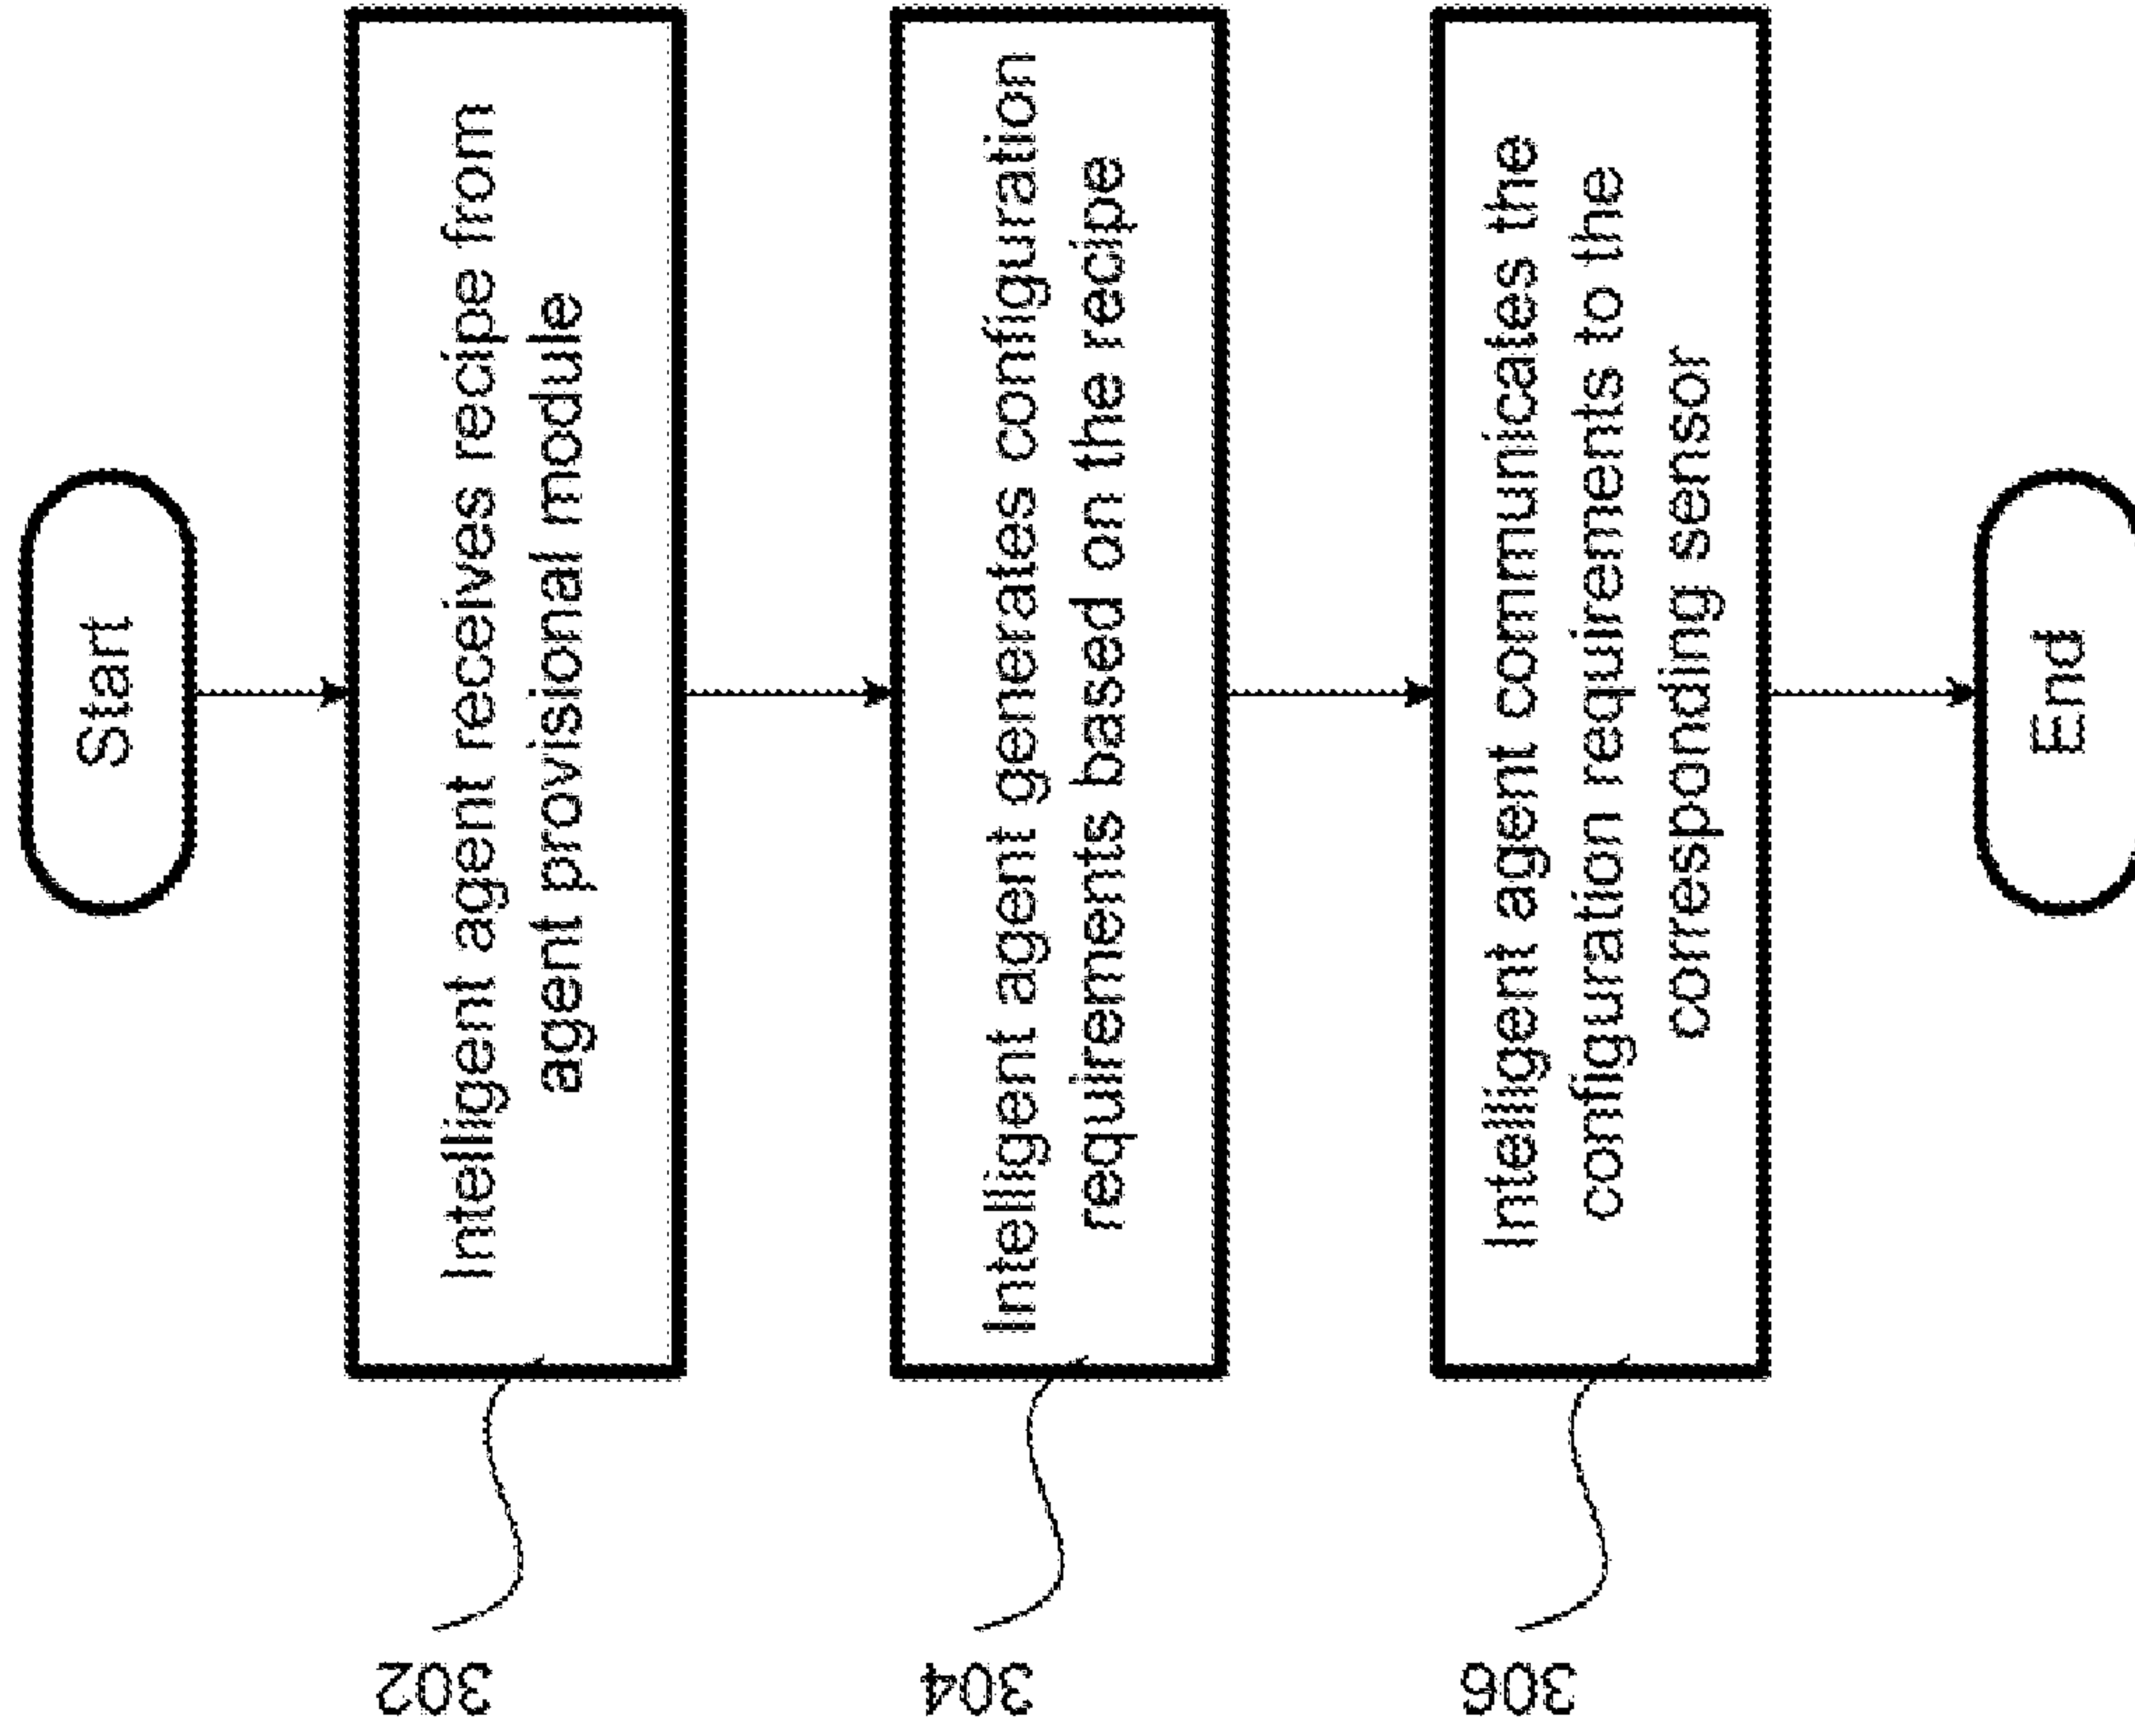 Start
302
Intelligent agent receives recipe from
agent provisional module
304
Intelligent agent generates configuration
requirements based on the recipe
306
Intelligent agent communicates the
configuration requirements to the
corresponding sensor
End